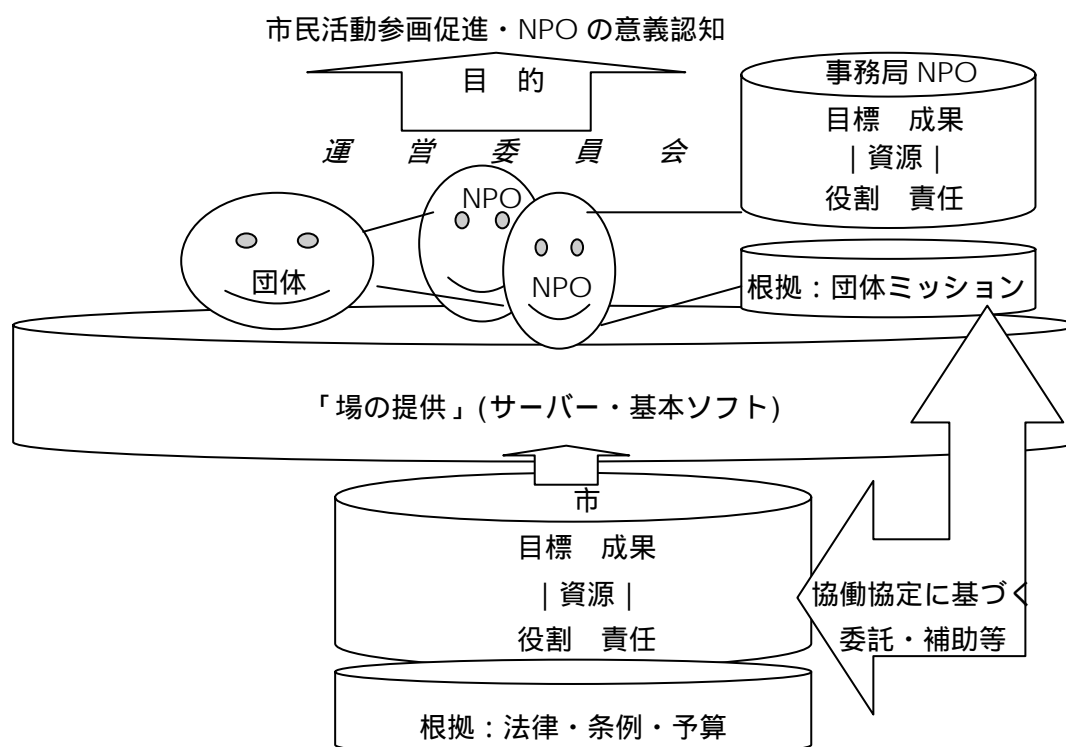 市民活動参画促進・NPO の意義認知
目 的
運 営 委 員 会
事務局 NPO
目標 成果
| 資源 |
役割 責任
根拠：団体ミッション
NPO
団体
NPO
「場の提供」(サーバー・基本ソフト)
市
目標 成果
| 資源 |
役割 責任
協働協定に基づく
委託・補助等
根拠：法律・条例・予算